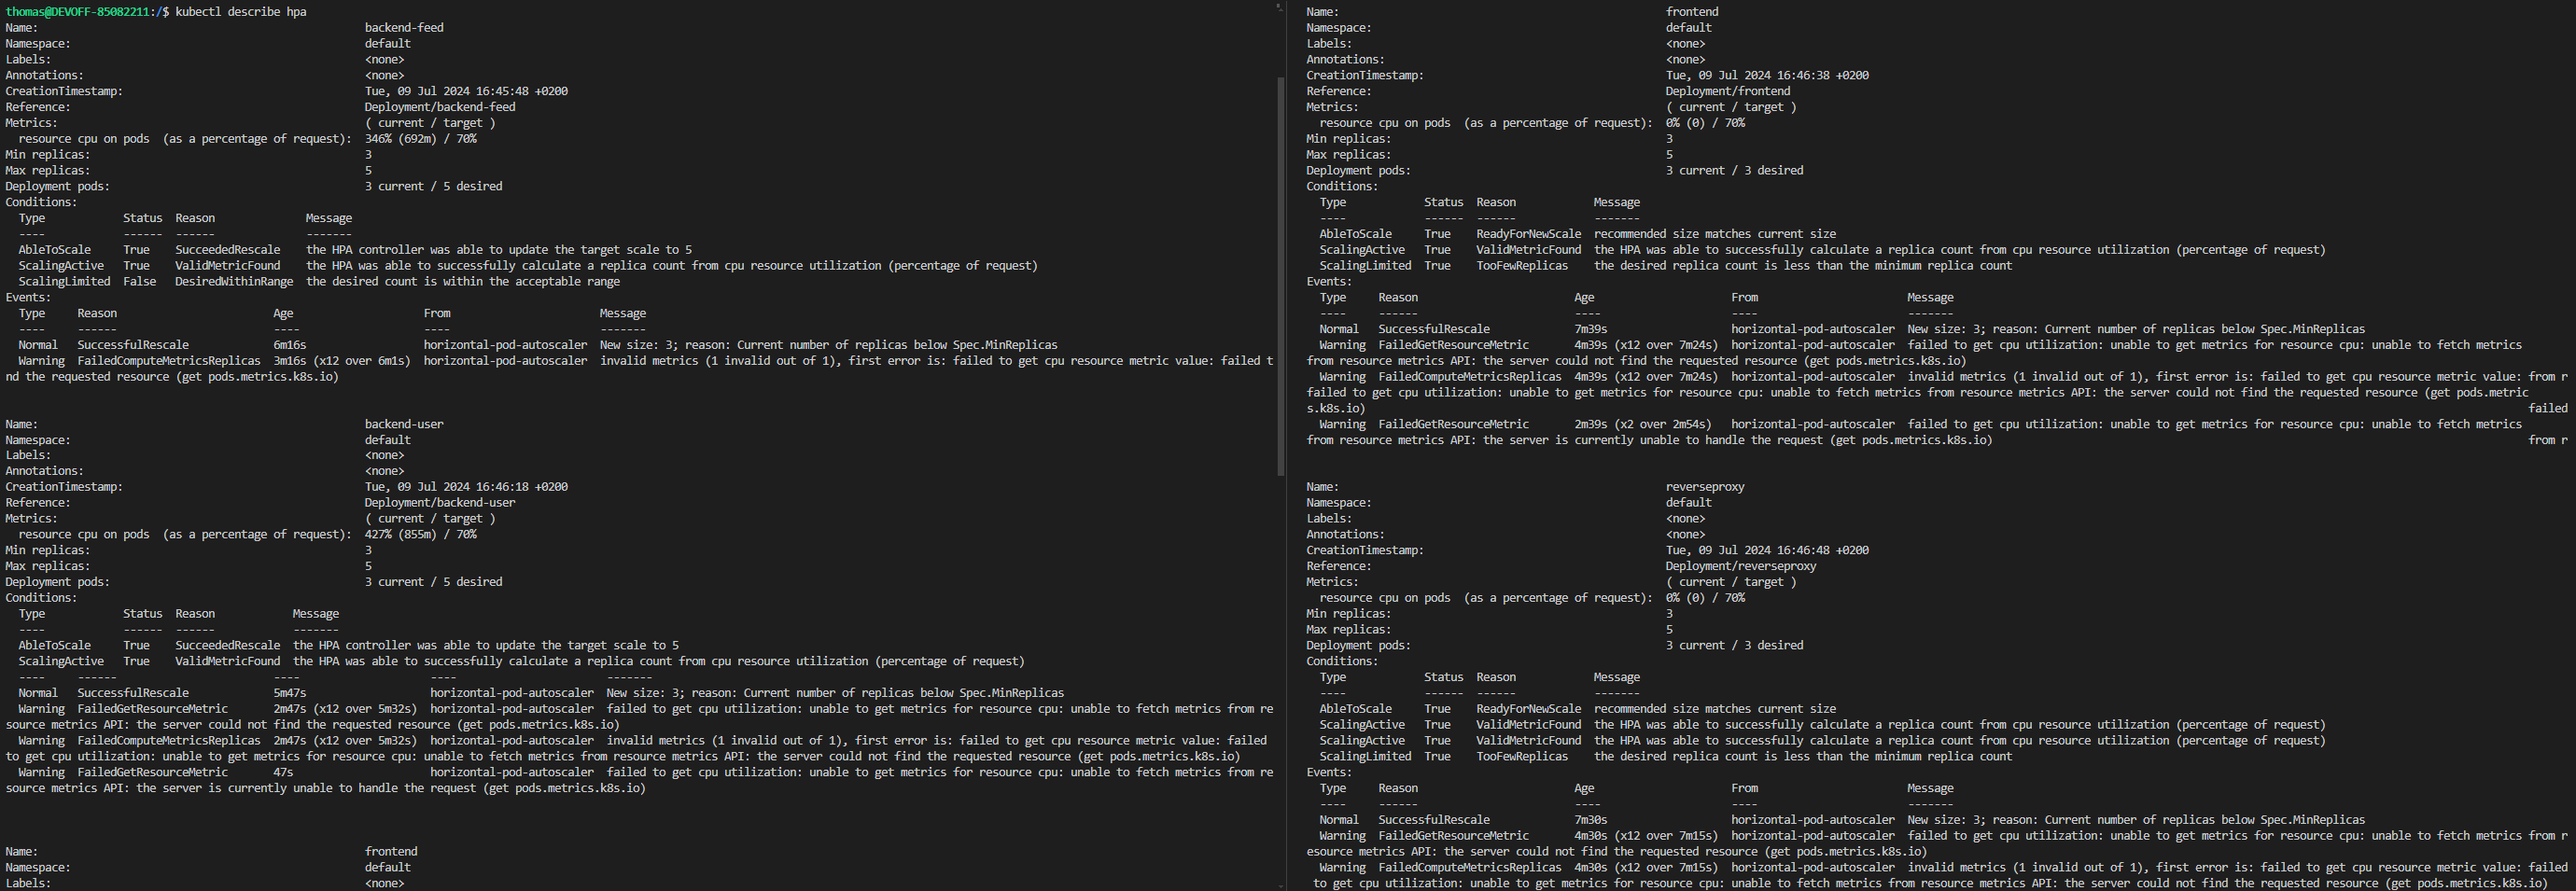 thomas@DEVOFF-85082211:/$ kubectl describe hpa
Name: backend-feed
Namespace: default
Labels: <none>
Annotations: <none>
CreationTimestamp: Tue, 09 Jul 2024 16:45:48 +0200
Reference: Deployment/backend-feed
Metrics: ( current / target )
resource cpu on pods (as a percentage of request): 346% (692m) / 70%
Min replicas: 3
Max replicas: 5
Deployment pods: 3 current / 5 desired
Conditions:
Type Status Reason Message
---- ------ ------ -------
AbleToScale True SucceededRescale the HPA controller was able to update the target scale to 5
ScalingActive True ValidMetricFound the HPA was able to successfully calculate a replica count from cpu resource utilization (percentage of request)
ScalingLimited False DesiredWithinRange the desired count is within the acceptable range
Events:
Type Reason Age From Message
---- ------ ---- ---- -------
Normal SuccessfulRescale 6m16s horizontal-pod-autoscaler New size: 3; reason: Current number of replicas below Spec.MinReplicas
Warning FailedComputeMetricsReplicas 3m16s (x12 over 6m1s) horizontal-pod-autoscaler invalid metrics (1 invalid out of 1), first error is: failed to get cpu resource metric value: failed t
nd the requested resource (get pods.metrics.k8s.io)
Name: backend-user
Namespace: default
Labels: <none>
Annotations: <none>
CreationTimestamp: Tue, 09 Jul 2024 16:46:18 +0200
Reference: Deployment/backend-user
Metrics: ( current / target )
resource cpu on pods (as a percentage of request): 427% (855m) / 70%
Min replicas: 3
Max replicas: 5
Deployment pods: 3 current / 5 desired
Conditions:
Type Status Reason Message
---- ------ ------ -------
AbleToScale True SucceededRescale the HPA controller was able to update the target scale to 5
ScalingActive True ValidMetricFound the HPA was able to successfully calculate a replica count from cpu resource utilization (percentage of request)
---- ------ ---- ---- -------
Normal SuccessfulRescale 5m47s horizontal-pod-autoscaler New size: 3; reason: Current number of replicas below Spec.MinReplicas
Warning FailedGetResourceMetric 2m47s (x12 over 5m32s) horizontal-pod-autoscaler failed to get cpu utilization: unable to get metrics for resource cpu: unable to fetch metrics from re
source metrics API: the server could not find the requested resource (get pods.metrics.k8s.io)
Warning FailedComputeMetricsReplicas 2m47s (x12 over 5m32s) horizontal-pod-autoscaler invalid metrics (1 invalid out of 1), first error is: failed to get cpu resource metric value: failed
to get cpu utilization: unable to get metrics for resource cpu: unable to fetch metrics from resource metrics API: the server could not find the requested resource (get pods.metrics.k8s.io)
Warning FailedGetResourceMetric 47s horizontal-pod-autoscaler failed to get cpu utilization: unable to get metrics for resource cpu: unable to fetch metrics from re
source metrics API: the server is currently unable to handle the request (get pods.metrics.k8s.io)
Name: frontend
Namespace: default
Labels: <none>
Name: frontend
Namespace: default
Labels: <none>
Annotations: <none>
CreationTimestamp: Tue, 09 Jul 2024 16:46:38 +0200
Reference: Deployment/frontend
Metrics: ( current / target )
resource cpu on pods (as a percentage of request): 0% (0) / 70%
Min replicas: 3
Max replicas: 5
Deployment pods: 3 current / 3 desired
Conditions:
Type Status Reason Message
---- ------ ------ -------
AbleToScale True ReadyForNewScale recommended size matches current size
ScalingActive True ValidMetricFound the HPA was able to successfully calculate a replica count from cpu resource utilization (percentage of request)
ScalingLimited True TooFewReplicas the desired replica count is less than the minimum replica count
Events:
Type Reason Age From Message
---- ------ ---- ---- -------
Normal SuccessfulRescale 7m39s horizontal-pod-autoscaler New size: 3; reason: Current number of replicas below Spec.MinReplicas
Warning FailedGetResourceMetric 4m39s (x12 over 7m24s) horizontal-pod-autoscaler failed to get cpu utilization: unable to get metrics for resource cpu: unable to fetch metrics
from resource metrics API: the server could not find the requested resource (get pods.metrics.k8s.io)
Warning FailedComputeMetricsReplicas 4m39s (x12 over 7m24s) horizontal-pod-autoscaler invalid metrics (1 invalid out of 1), first error is: failed to get cpu resource metric value: from r
failed to get cpu utilization: unable to get metrics for resource cpu: unable to fetch metrics from resource metrics API: the server could not find the requested resource (get pods.metric
s.k8s.io) failed
Warning FailedGetResourceMetric 2m39s (x2 over 2m54s) horizontal-pod-autoscaler failed to get cpu utilization: unable to get metrics for resource cpu: unable to fetch metrics
from resource metrics API: the server is currently unable to handle the request (get pods.metrics.k8s.io) from r
Name: reverseproxy
Namespace: default
Labels: <none>
Annotations: <none>
CreationTimestamp: Tue, 09 Jul 2024 16:46:48 +0200
Reference: Deployment/reverseproxy
Metrics: ( current / target )
resource cpu on pods (as a percentage of request): 0% (0) / 70%
Min replicas: 3
Max replicas: 5
Deployment pods: 3 current / 3 desired
Conditions:
Type Status Reason Message
---- ------ ------ -------
AbleToScale True ReadyForNewScale recommended size matches current size
ScalingActive True ValidMetricFound the HPA was able to successfully calculate a replica count from cpu resource utilization (percentage of request)
ScalingActive True ValidMetricFound the HPA was able to successfully calculate a replica count from cpu resource utilization (percentage of request)
ScalingLimited True TooFewReplicas the desired replica count is less than the minimum replica count
Events:
Type Reason Age From Message
---- ------ ---- ---- -------
Normal SuccessfulRescale 7m30s horizontal-pod-autoscaler New size: 3; reason: Current number of replicas below Spec.MinReplicas
Warning FailedGetResourceMetric 4m30s (x12 over 7m15s) horizontal-pod-autoscaler failed to get cpu utilization: unable to get metrics for resource cpu: unable to fetch metrics from r
esource metrics API: the server could not find the requested resource (get pods.metrics.k8s.io)
Warning FailedComputeMetricsReplicas 4m30s (x12 over 7m15s) horizontal-pod-autoscaler invalid metrics (1 invalid out of 1), first error is: failed to get cpu resource metric value: failed
to get cpu utilization: unable to get metrics for resource cpu: unable to fetch metrics from resource metrics API: the server could not find the requested resource (get pods.metrics.k8s.io)